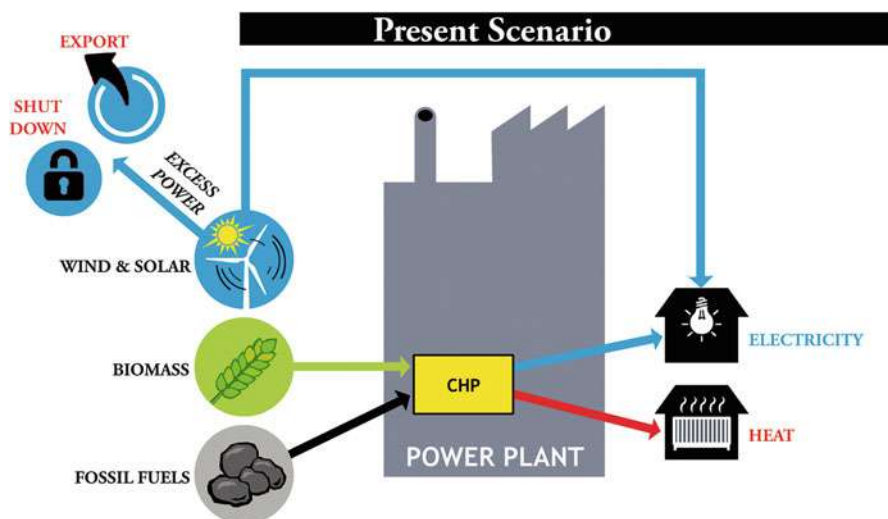 Present Scenario
EXPORT
SHUT
DOWN
EXCESS
POWER
WIND & SOLAR
BIOMASS
FOSSIL FUELS
CHP
POWER PLANT
ELECTRICITY
HEAT